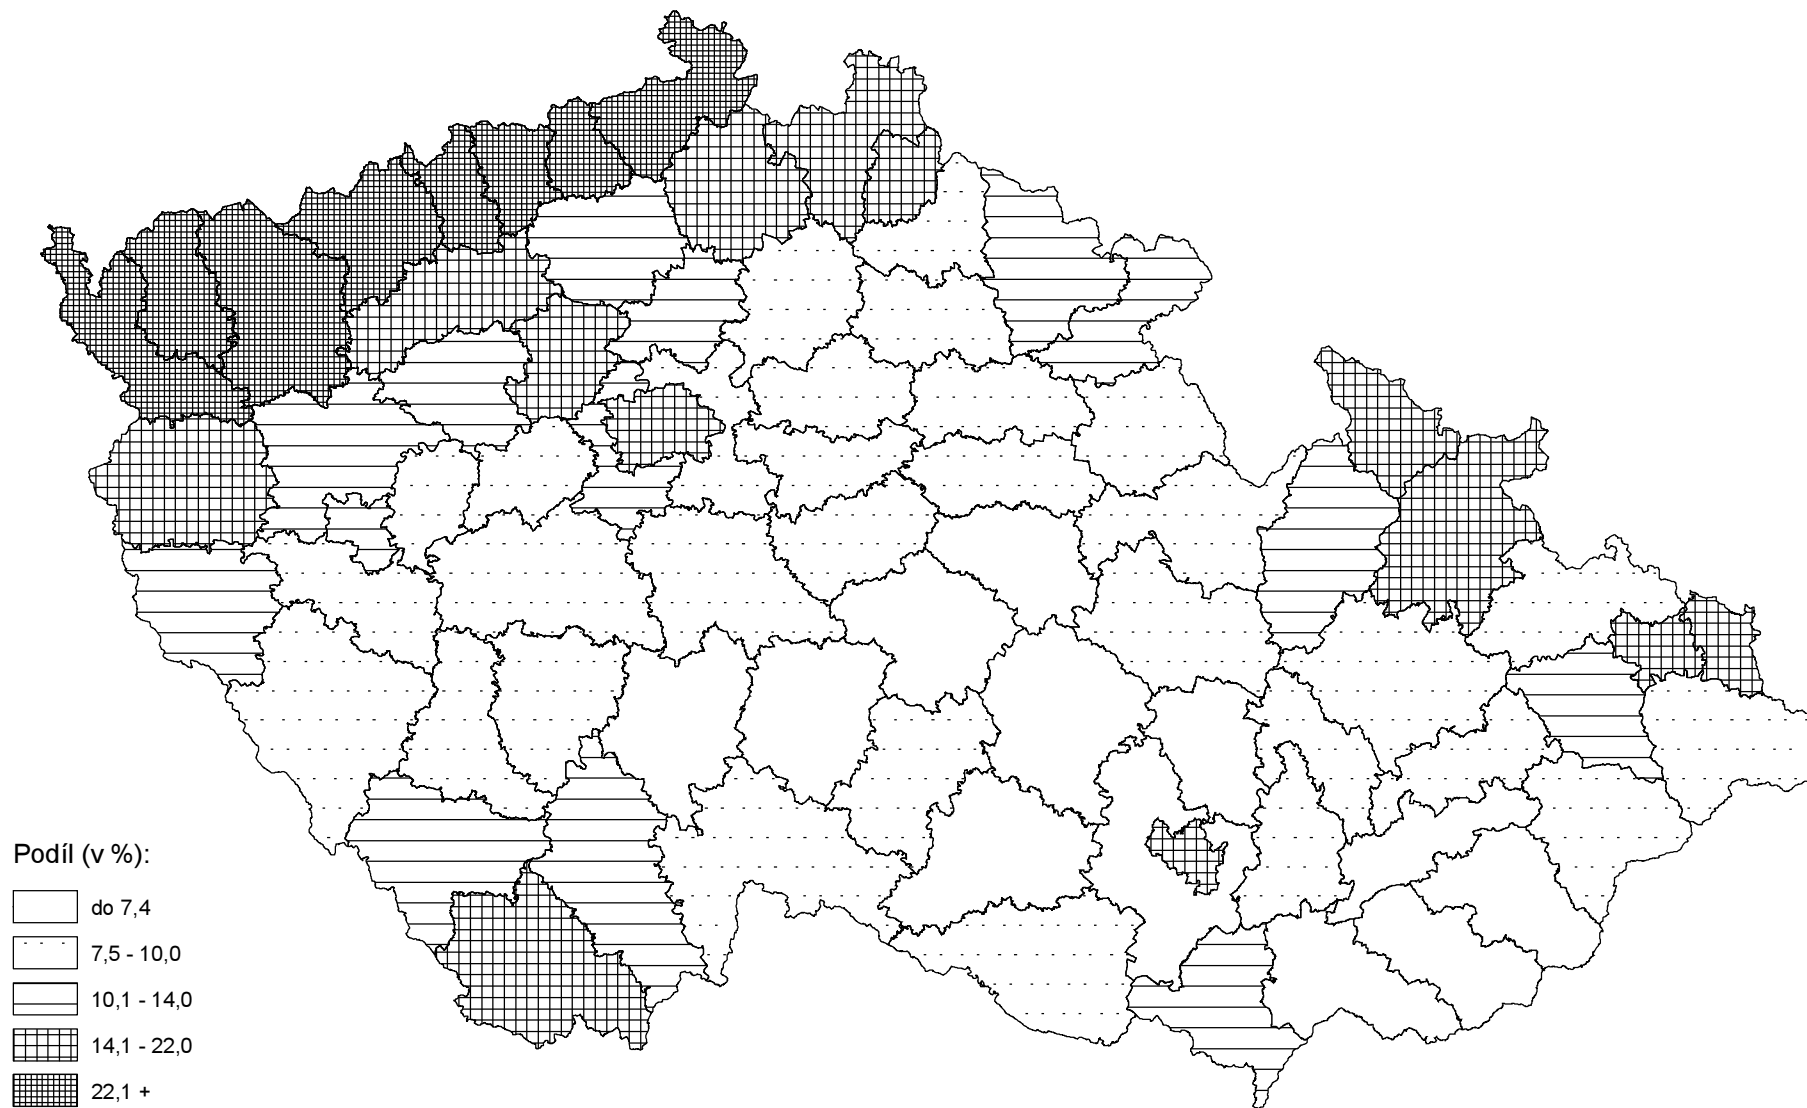 Podíl (v %):
do 7,4
7,5 - 10,0
10,1 - 14,0
14,1 - 22,0
22,1 +